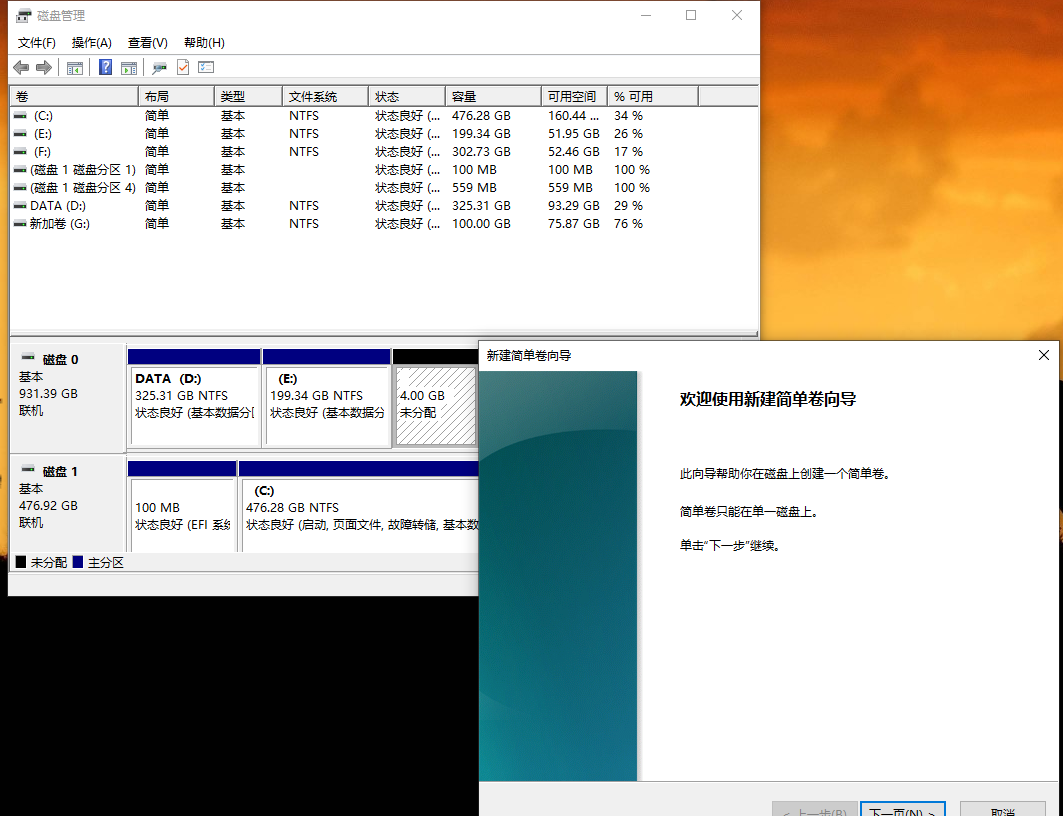 磁盘管理
文件(F) 操作(A) 查看(V) 帮助(H)
卷 布局 类型 文件系统 状态 容量 可用空间 % 可用
(C:) 简单 基本 NTFS 状态良好 (... 476.28 GB 160.44 ... 34 %
(E:) 简单 基本 NTFS 状态良好 (... 199.34 GB 51.95 GB 26 %
(F:) 简单 基本 NTFS 状态良好 (... 302.73 GB 52.46 GB 17 %
(磁盘 1 磁盘分区 1) 简单 基本 状态良好 (... 100 MB 100 MB 100 %
(磁盘 1 磁盘分区 4) 简单 基本 状态良好 (... 559 MB 559 MB 100 %
DATA (D:) 简单 基本 NTFS 状态良好 (... 325.31 GB 93.29 GB 29 %
新加卷 (G:) 简单 基本 NTFS 状态良好 (... 100.00 GB 75.87 GB 76 %
磁盘 0
基本
931.39 GB
联机
DATA (D:)
325.31 GB NTFS
状态良好 (基本数据分
(E:)
199.34 GB NTFS
状态良好 (基本数据分
4.00 GB
未分配
磁盘 1
基本
476.92 GB
联机
100 MB
状态良好 (EFI 系统
(C:)
476.28 GB NTFS
状态良好 (启动, 页面文件, 故障转储, 基本数
未分配 主分区
新建简单卷向导
欢迎使用新建简单卷向导
此向导帮助你在磁盘上创建一个简单卷。
简单卷只能在单一磁盘上。
单击"下一步"继续。
< 上一步(B) 下一页(N) > 取消